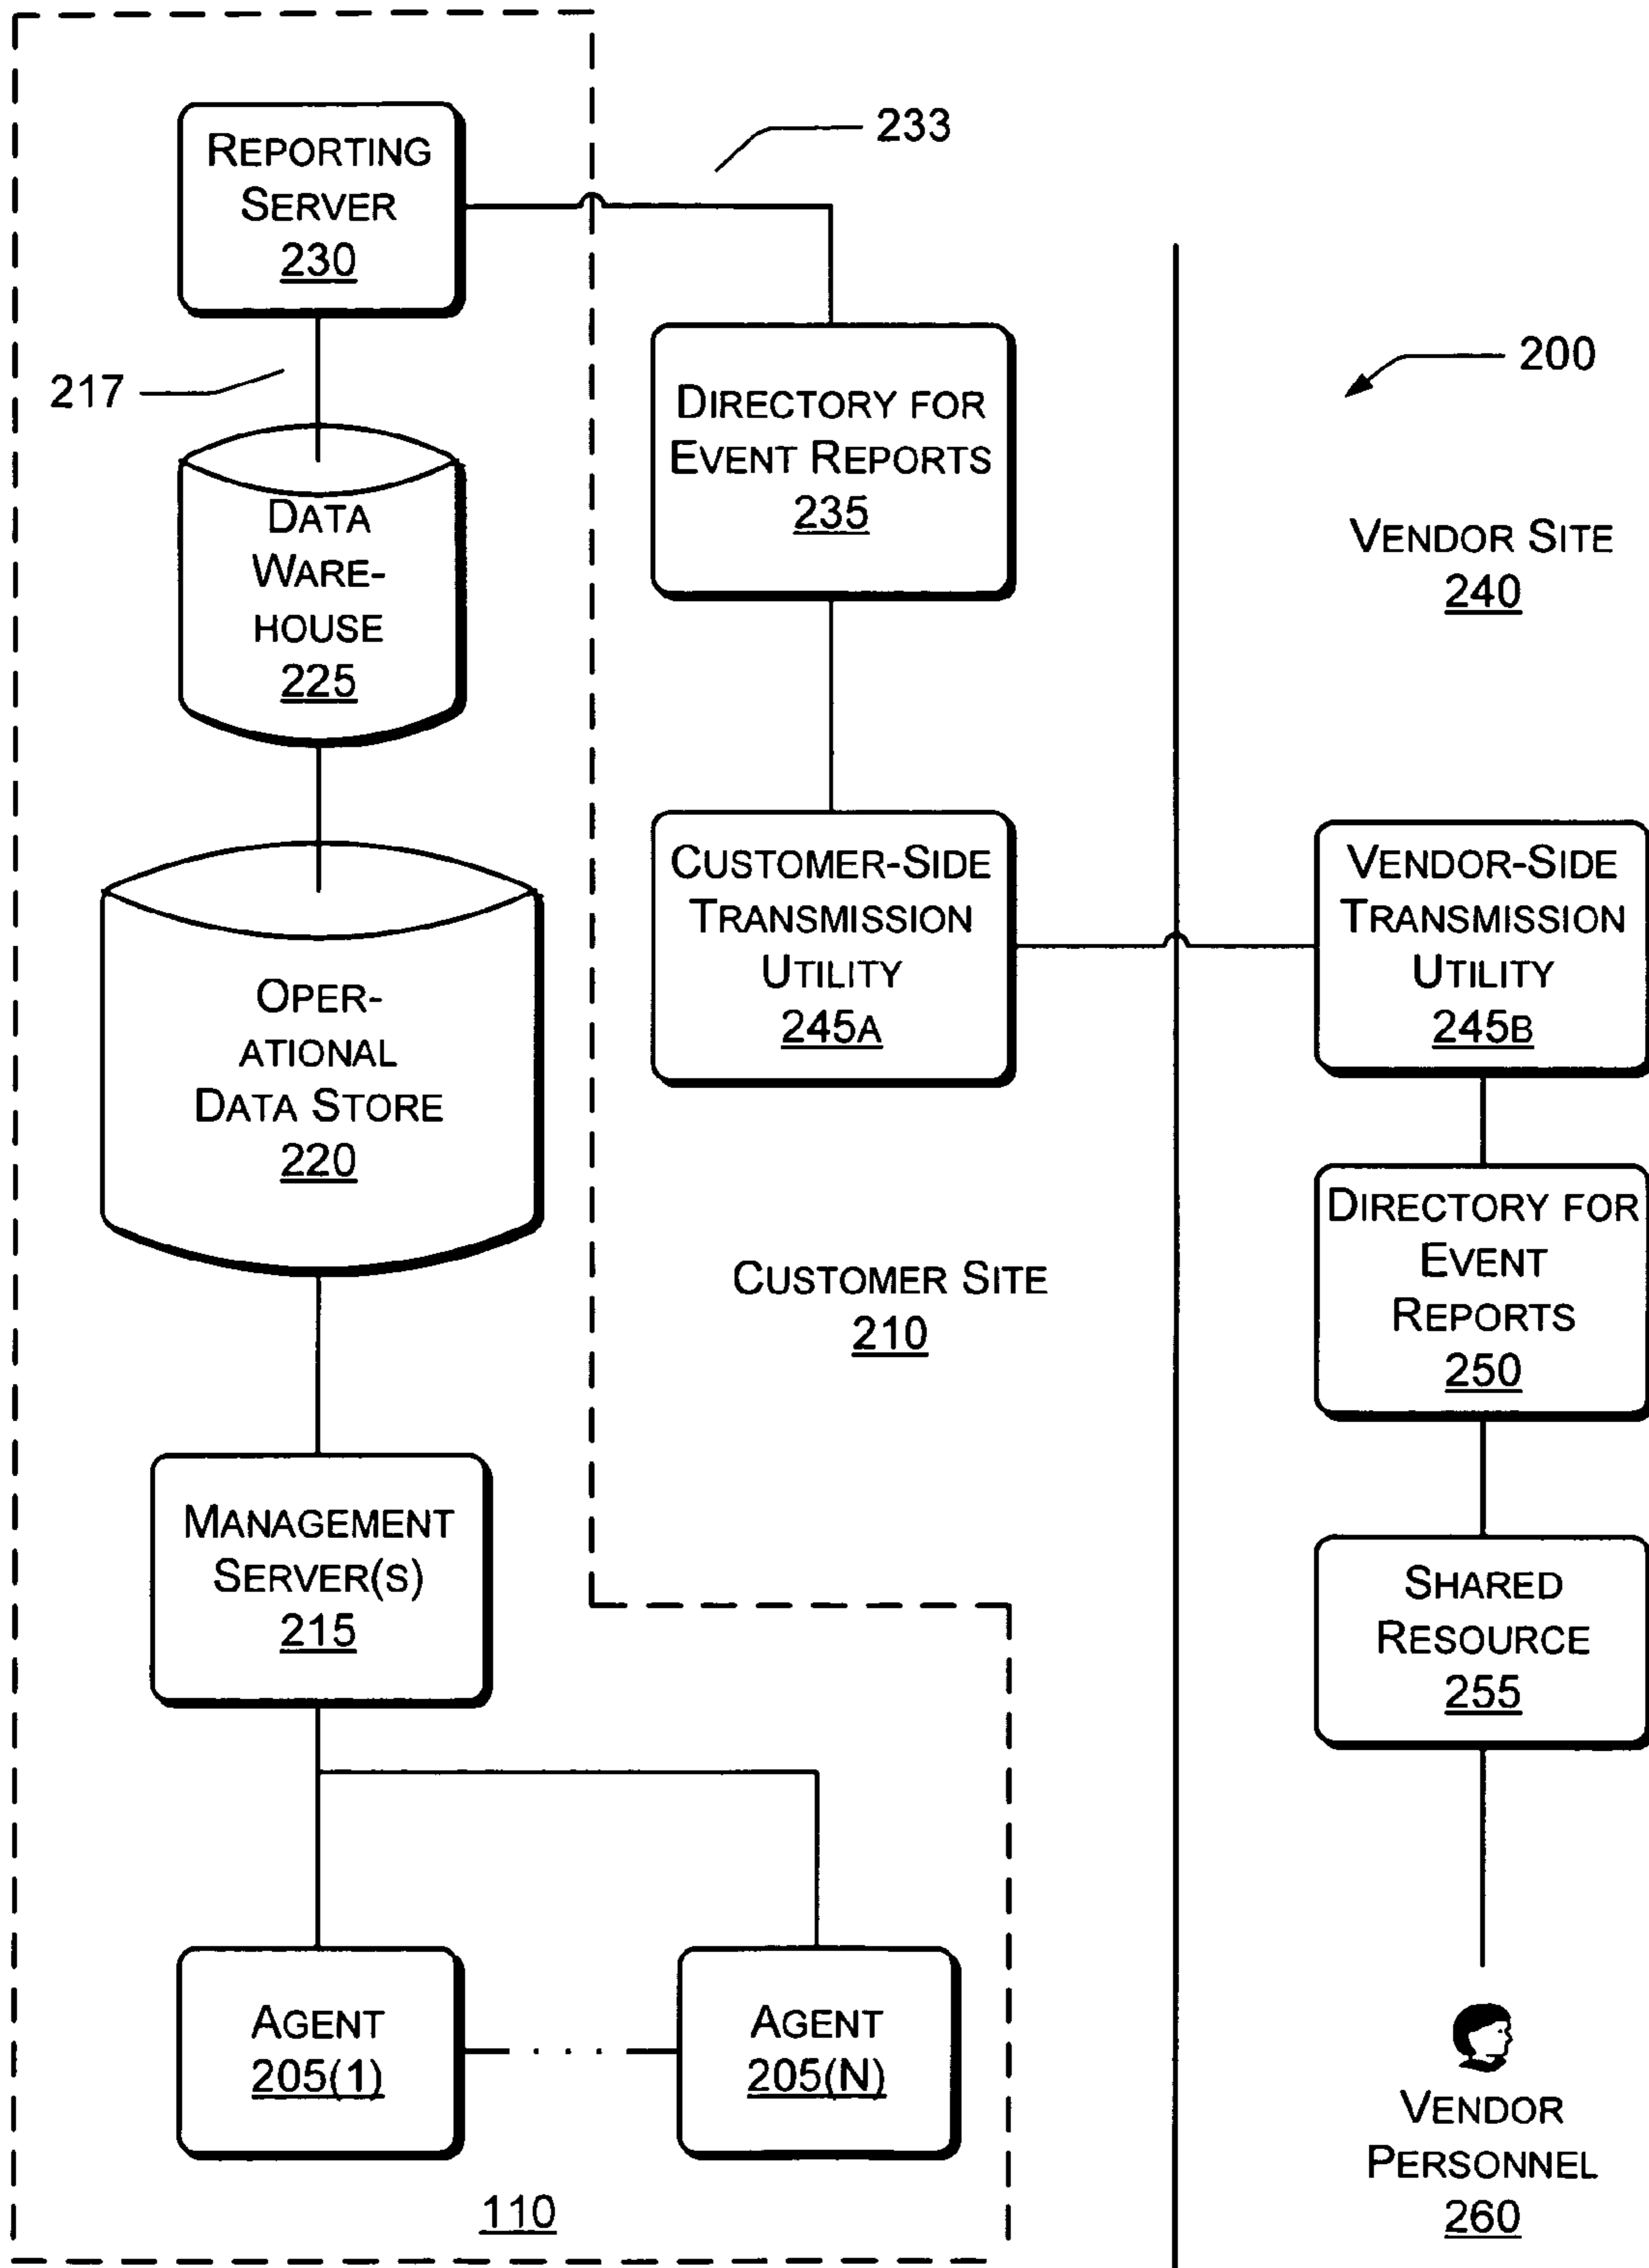 REPORTING
SERVER
230
233
217
DIRECTORY FOR
EVENT REPORTS
235
200
VENDOR SITE
240
DATA
WARE-
HOUSE
225
CUSTOMER-SIDE
TRANSMISSION
UTILITY
245A
VENDOR-SIDE
TRANSMISSION
UTILITY
245B
OPER-
ATIONAL
DATA STORE
220
DIRECTORY FOR
EVENT
REPORTS
250
CUSTOMER SITE
210
MANAGEMENT
SERVER(S)
215
SHARED
RESOURCE
255
AGENT
205(1)
. . .
AGENT
205(N)
VENDOR
PERSONNEL
260
110